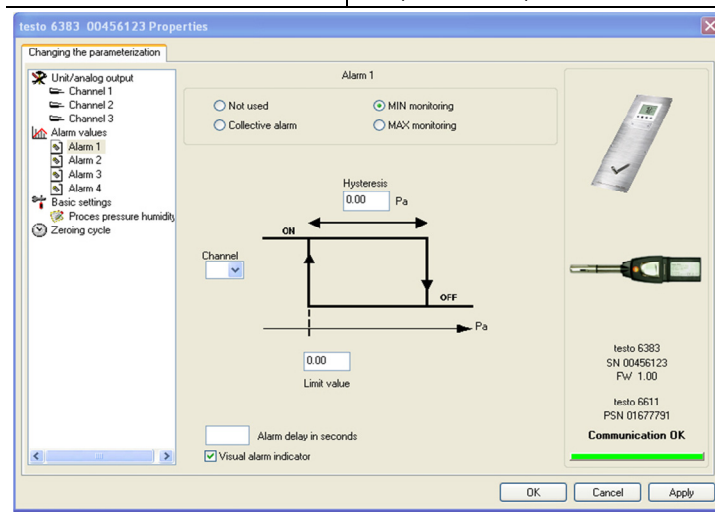 testo 6383 00456123 Properties
Changing the parameterization
Unit/analog output
Channel 1
Channel 2
Channel 3
Alarm values
Alarm 1
Alarm 2
Alarm 3
Alarm 4
Basic settings
Proces pressure humidity
Zeroing cycle
Alarm 1
Not used
MIN monitoring
Collective alarm
MAX monitoring
Hysteresis
0.00 Pa
ON
Channel
OFF
Pa
0.00
Limit value
Alarm delay in seconds
Visual alarm indicator
testo 6383
SN 00456123
FW 1.00
testo 6611
PSN 01677791
Communication OK
OK
Cancel
Apply